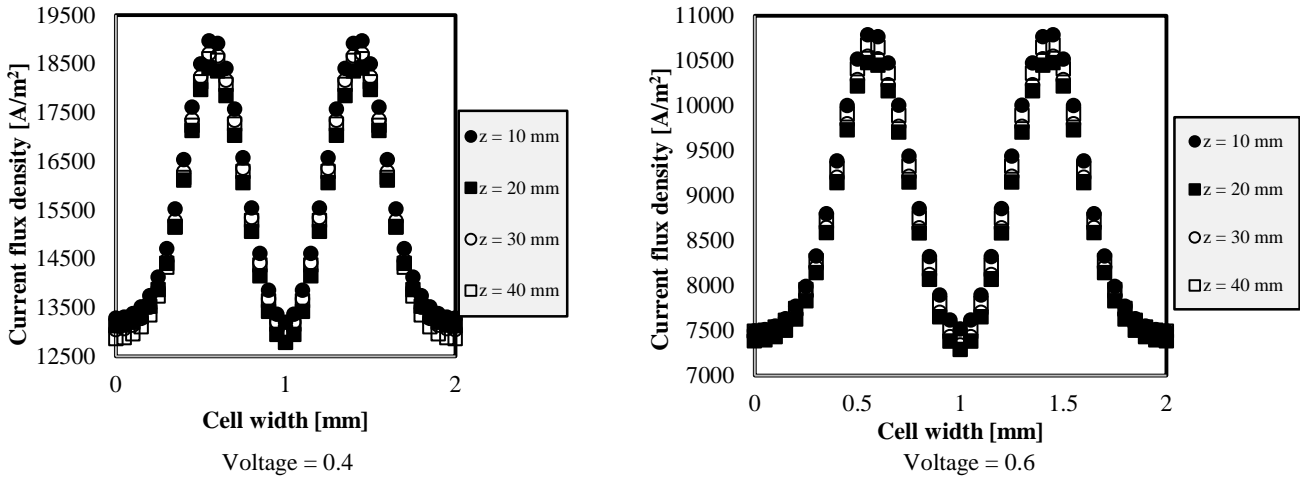 Current flux density [A/m²]
19500
18500
17500
16500
15500
14500
13500
12500
0
1
2
Cell width [mm]
z = 10 mm
z = 20 mm
z = 30 mm
z = 40 mm
Voltage = 0.4
Current flux density [A/m²]
11000
10500
10000
9500
9000
8500
8000
7500
7000
0
0.5
1
1.5
2
Cell width [mm]
z = 10 mm
z = 20 mm
z = 30 mm
z = 40 mm
Voltage = 0.6